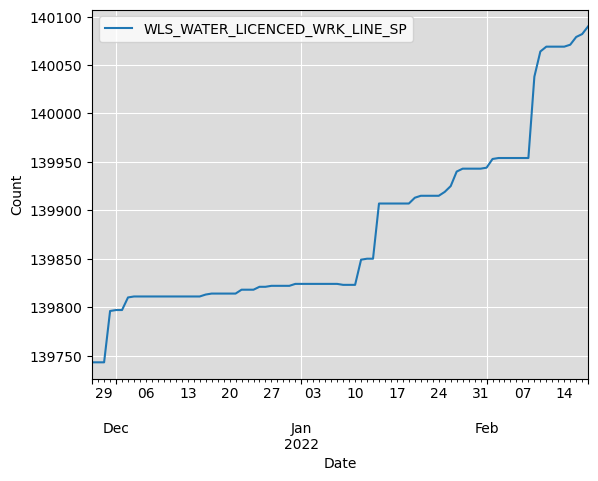 WLS_WATER_LICENCED_WRK_LINE_SP
140100
140050
140000
139950
139900
139850
139800
139750
Count
29 06 13 20 27 03 10 17 24 31 07 14
Dec Jan Feb
2022
Date